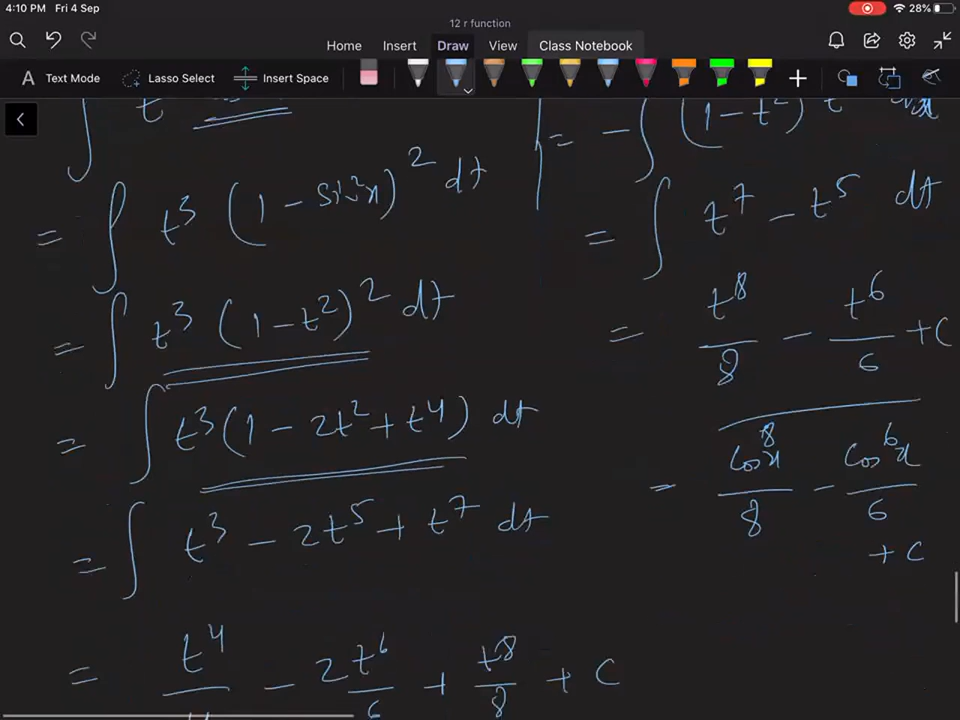 4:10 PM Fri 4 Sep
28%
12 r function
Home Insert Draw View Class Notebook
A Text Mode Lasso Select Insert Space
∫ t
= ∫ t³ (1 − sin²x)² dt
= ∫ t³ (1 − t²)² dt
= ∫ t³(1 − 2t² + t⁴) dt
= ∫ t³ − 2t⁵ + t⁷ dt
= t⁴/4 − 2t⁶/6 + t⁸/8 + C
= − ∫ (1 − t²) t⁵
= ∫ t⁷ − t⁵ dt
= t⁸/8 − t⁶/6 + C
= cos⁸x/8 − cos⁶x/6
+ C